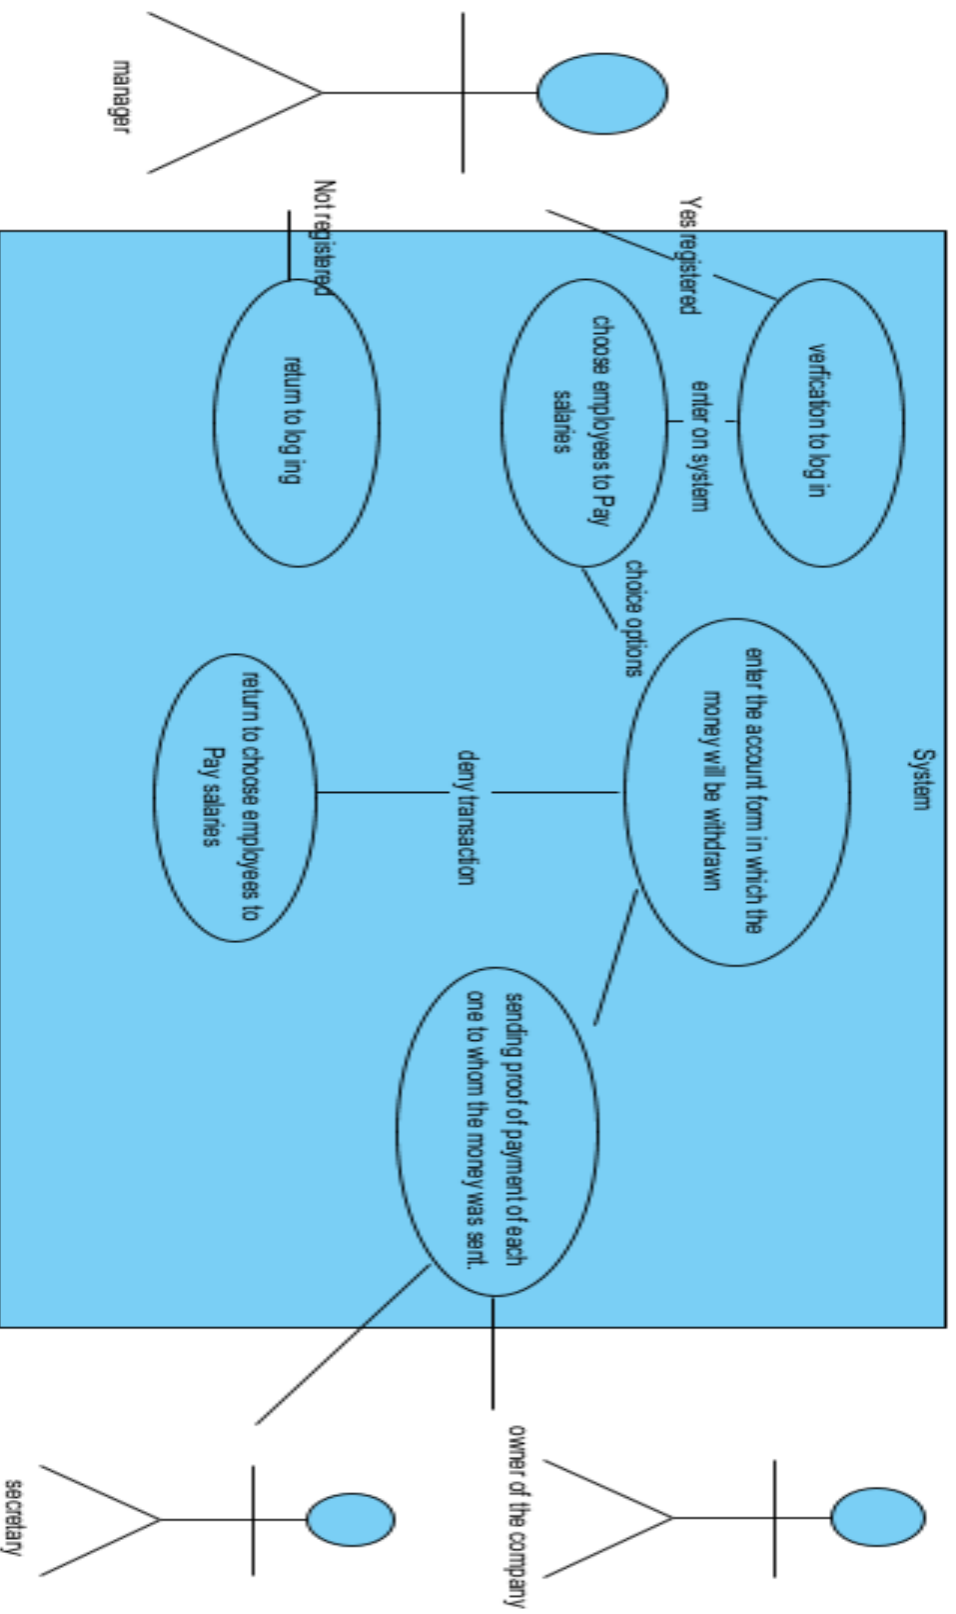 System
manager
Yes registered
Not registered
verfication to log in
enter on system
choose employees to Pay
salaries
return to log ing
choice options
enter the account form in which the
money will be withdrawn
deny transaction
return to choose employees to
Pay salaries
sending proof of payment of each
one to whom the money was sent.
owner of the company
secretary